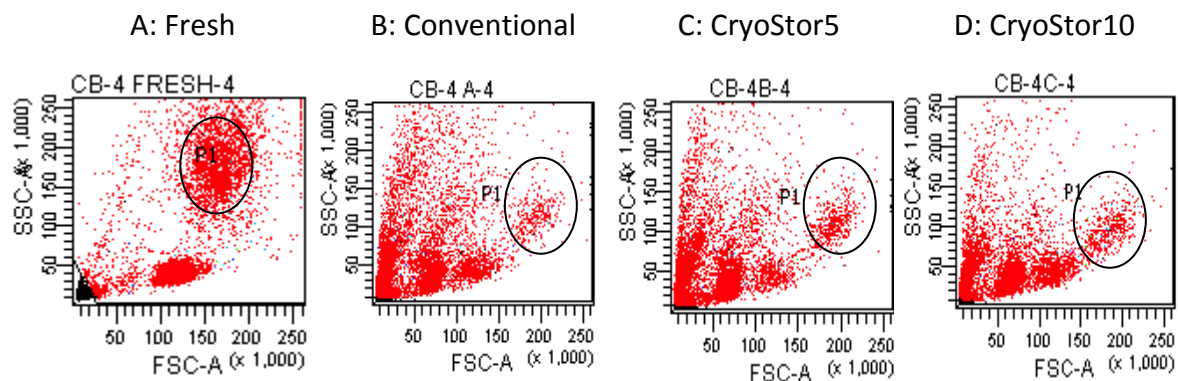 A: Fresh
B: Conventional
C: CryoStor5
D: CryoStor10
CB-4 FRESH-4
SSC-A (x 1,000)
50 100 150 200 250
P1
50 100 150 200 250
FSC-A (x 1,000)
CB-4 A-4
SSC-A (x 1,000)
50 100 150 200 250
P1
50 100 150 200 250
FSC-A (x 1,000)
CB-4B-4
SSC-A (x 1,000)
50 100 150 200 250
P1
50 100 150 200 250
FSC-A (x 1,000)
CB-4C-4
SSC-A (x 1,000)
50 100 150 200 250
P1
50 100 150 200 250
FSC-A (x 1,000)